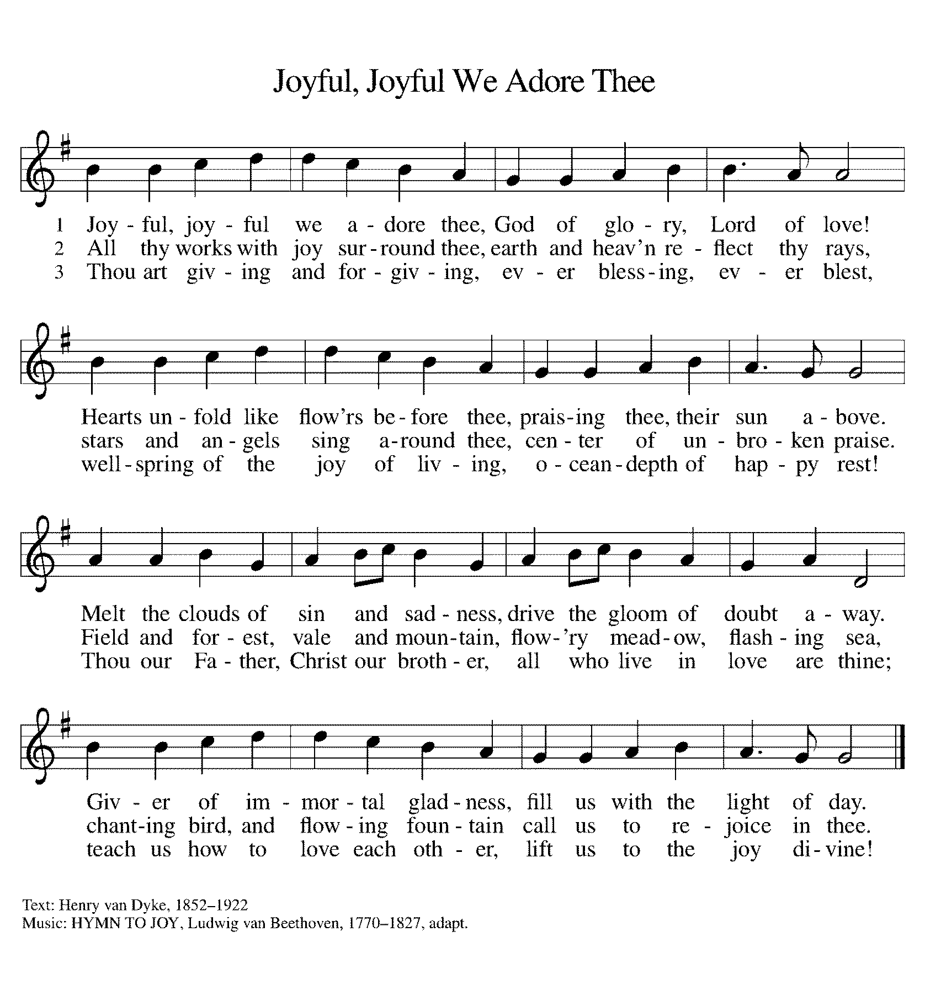 Joyful, Joyful We Adore Thee
1 Joy - ful, joy - ful we a - dore thee, God of glo - ry, Lord of love!
2 All thy works with joy sur - round thee, earth and heav'n re - flect thy rays,
3 Thou art giv - ing and for - giv - ing, ev - er bless - ing, ev - er blest,
Hearts un - fold like flow'rs be - fore thee, prais - ing thee, their sun a - bove.
stars and an - gels sing a - round thee, cen - ter of un - bro - ken praise.
well - spring of the joy of liv - ing, o - cean - depth of hap - py rest!
Melt the clouds of sin and sad - ness, drive the gloom of doubt a - way.
Field and for - est, vale and moun - tain, flow - 'ry mead - ow, flash - ing sea,
Thou our Fa - ther, Christ our broth - er, all who live in love are thine;
Giv - er of im - mor - tal glad - ness, fill us with the light of day.
chant - ing bird, and flow - ing foun - tain call us to re - joice in thee.
teach us how to love each oth - er, lift us to the joy di - vine!
Text: Henry van Dyke, 1852–1922
Music: HYMN TO JOY, Ludwig van Beethoven, 1770–1827, adapt.